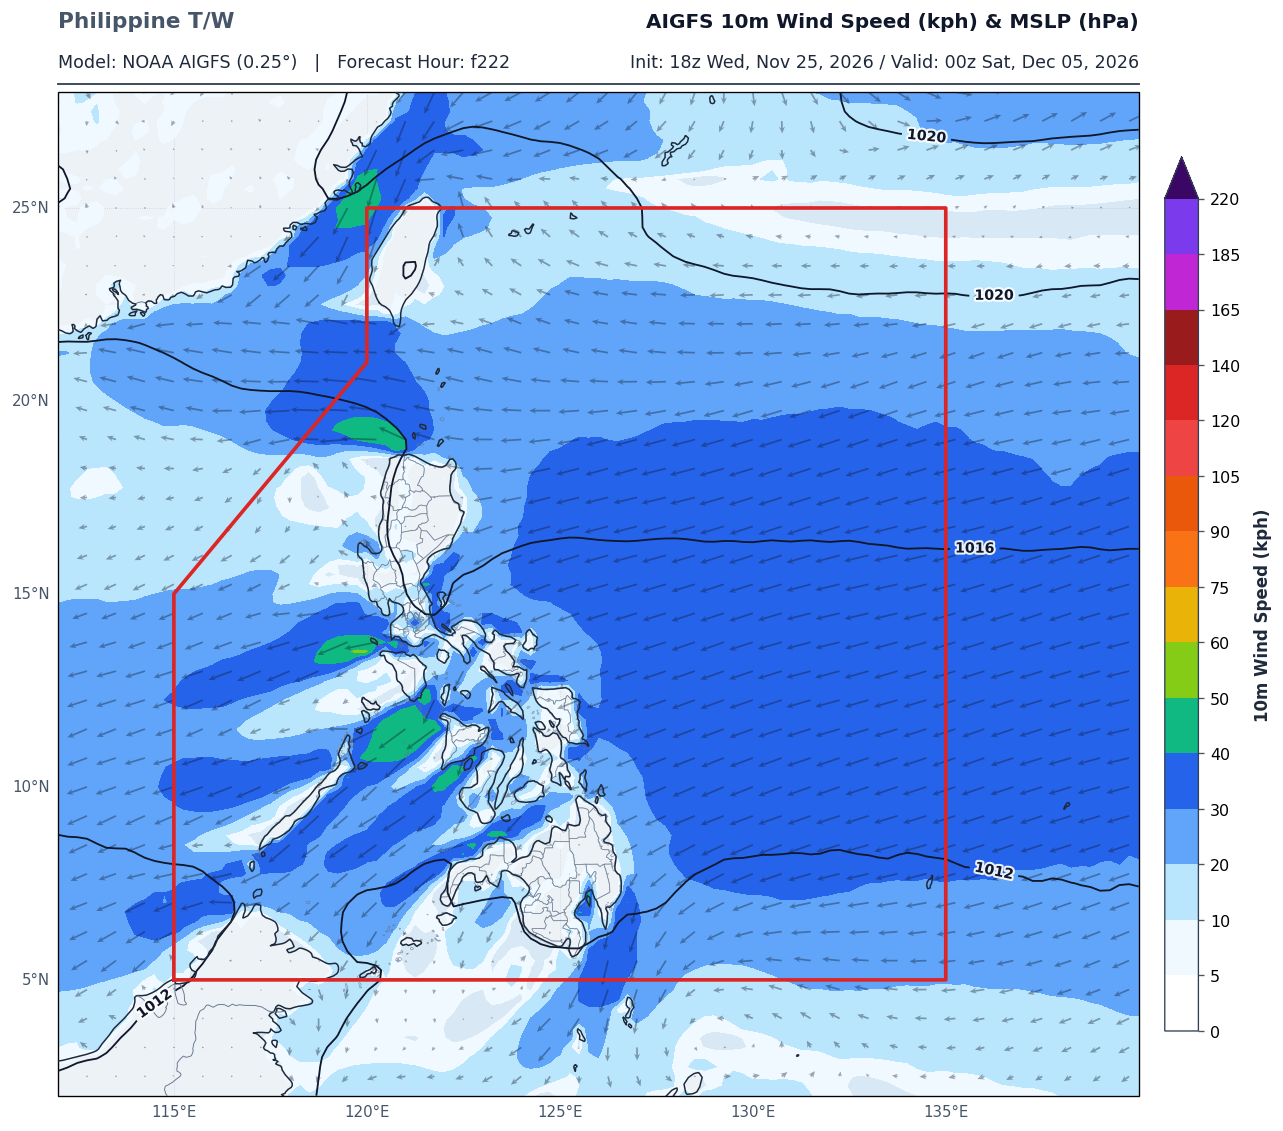 Philippine T/W
AIGFS 10m Wind Speed (kph) & MSLP (hPa)
Model: NOAA AIGFS (0.25°)   |   Forecast Hour: f222
Init: 18z Wed, Nov 25, 2026 / Valid: 00z Sat, Dec 05, 2026
1020
25°N
1020
20°N
1016
15°N
10°N
1012
5°N
1012
115°E
120°E
125°E
130°E
135°E
220
185
165
140
120
105
90
75
60
50
40
30
20
10
5
0
10m Wind Speed (kph)